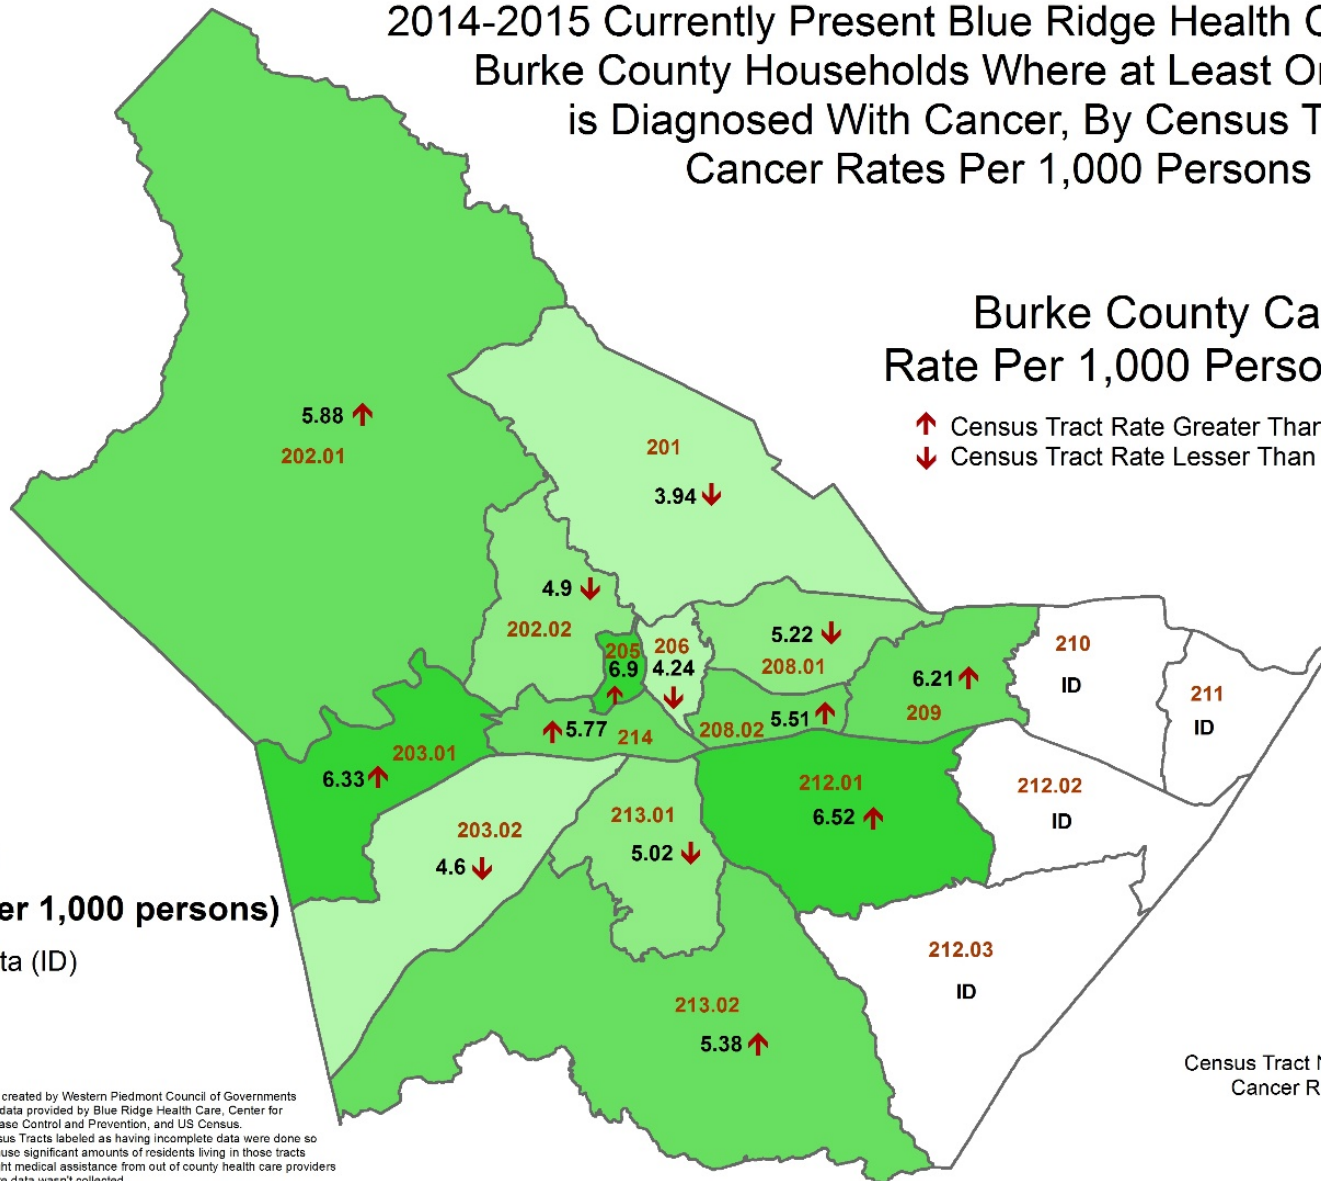 2014-2015 Currently Present Blue Ridge Health C
Burke County Households Where at Least On
is Diagnosed With Cancer, By Census T
Cancer Rates Per 1,000 Persons
Burke County Ca
Rate Per 1,000 Perso
Census Tract Rate Greater Than
Census Tract Rate Lesser Than
5.88
202.01
201
3.94
4.9
202.02
205
6.9
206
4.24
5.22
208.01
6.21
209
210
ID
211
ID
5.77
214
208.02
5.51
203.01
6.33
212.01
6.52
212.02
ID
203.02
4.6
213.01
5.02
er 1,000 persons)
ta (ID)
212.03
ID
213.02
5.38
Census Tract N
Cancer R
created by Western Piedmont Council of Governments
data provided by Blue Ridge Health Care, Center for
ase Control and Prevention, and US Census.
sus Tracts labeled as having incomplete data were done so
use significant amounts of residents living in those tracts
ht medical assistance from out of county health care providers
re data wasn't collected